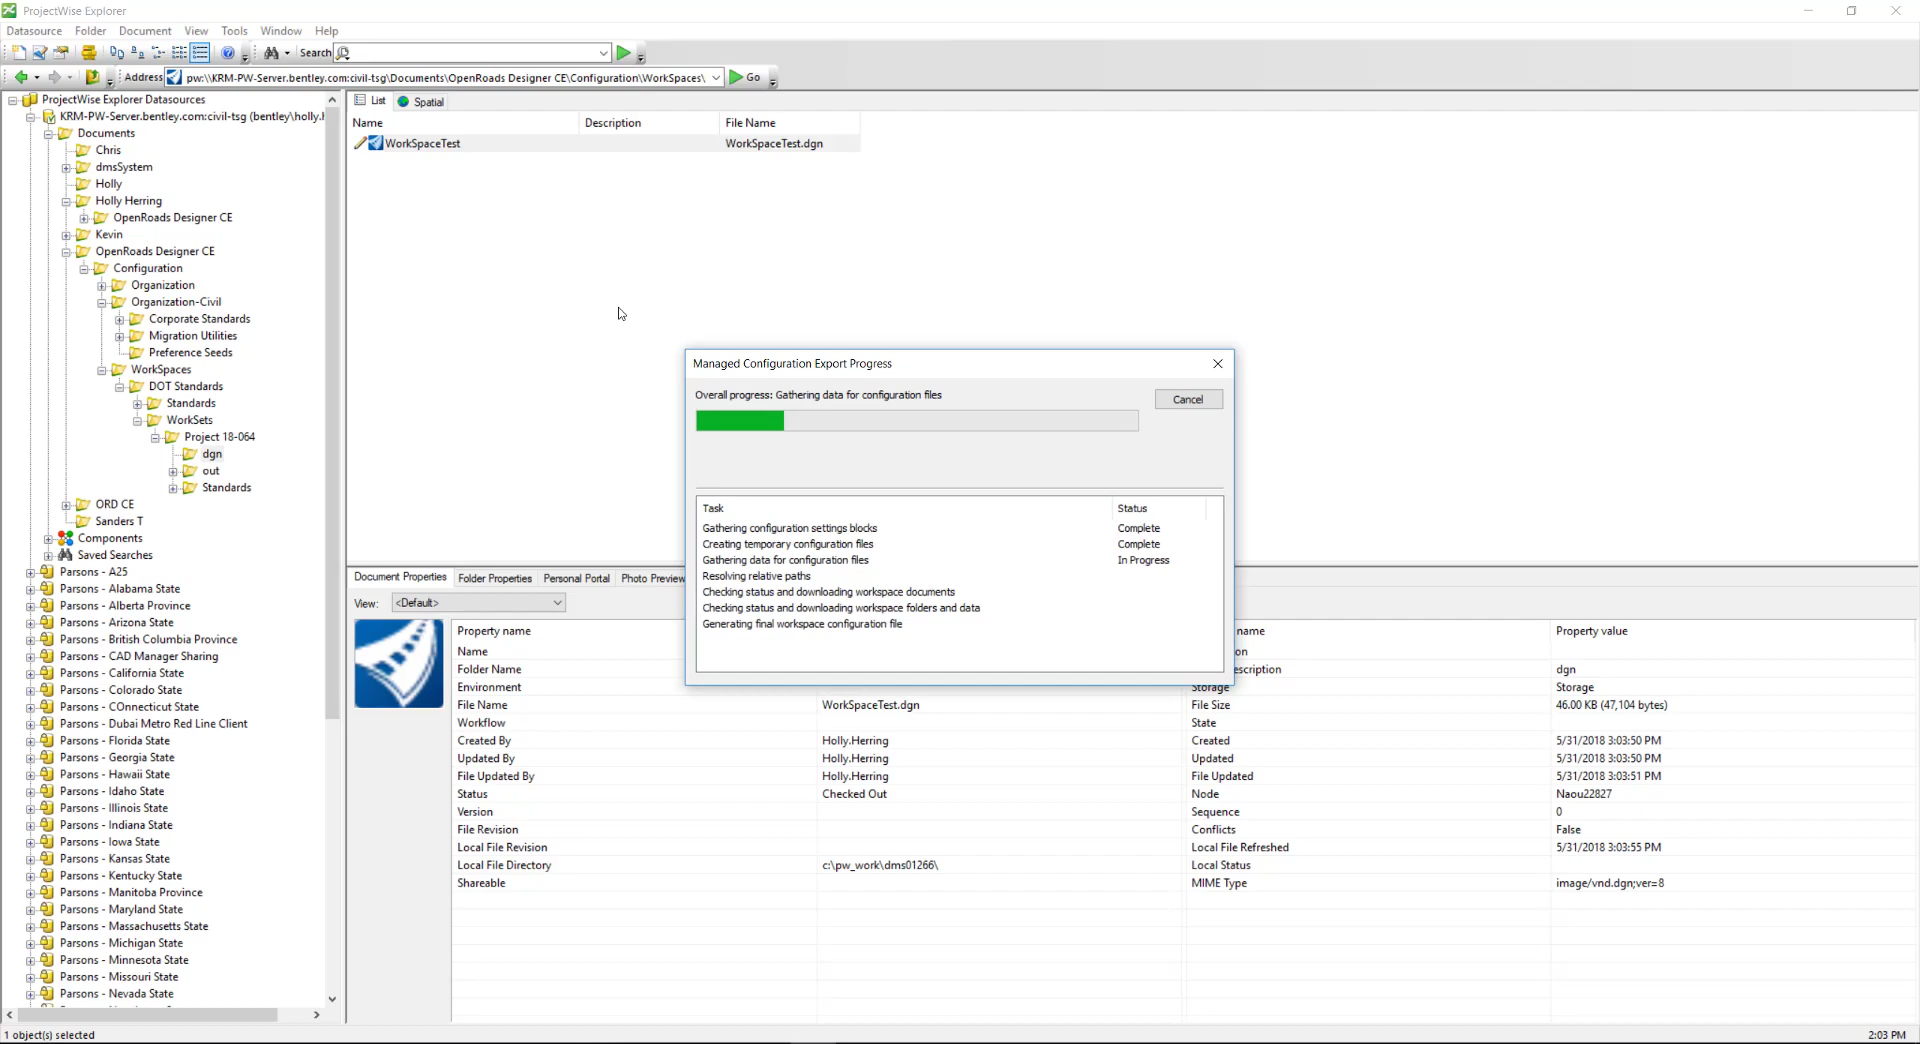 ProjectWise Explorer
Datasource Folder Document View Tools Window Help
Search
Address pw:\\KRM-PW-Server.bentley.com:civil-tsg\Documents\OpenRoads Designer CE\Configuration\WorkSpaces\ Go
ProjectWise Explorer Datasources
KRM-PW-Server.bentley.com:civil-tsg (bentley\holly.h
Documents
Chris
dmsSystem
Holly
Holly Herring
OpenRoads Designer CE
Kevin
OpenRoads Designer CE
Configuration
Organization
Organization-Civil
Corporate Standards
Migration Utilities
Preference Seeds
WorkSpaces
DOT Standards
Standards
WorkSets
Project 18-064
dgn
out
Standards
ORD CE
Sanders T
Components
Saved Searches
Parsons - A25
Parsons - Alabama State
Parsons - Alberta Province
Parsons - Arizona State
Parsons - British Columbia Province
Parsons - CAD Manager Sharing
Parsons - California State
Parsons - Colorado State
Parsons - COnnecticut State
Parsons - Dubai Metro Red Line Client
Parsons - Florida State
Parsons - Georgia State
Parsons - Hawaii State
Parsons - Idaho State
Parsons - Illinois State
Parsons - Indiana State
Parsons - Iowa State
Parsons - Kansas State
Parsons - Kentucky State
Parsons - Manitoba Province
Parsons - Maryland State
Parsons - Massachusetts State
Parsons - Michigan State
Parsons - Minnesota State
Parsons - Missouri State
Parsons - Nevada State
List Spatial
Name Description File Name
WorkSpaceTest WorkSpaceTest.dgn
Managed Configuration Export Progress
Overall progress: Gathering data for configuration files
Cancel
Task Status
Gathering configuration settings blocks Complete
Creating temporary configuration files Complete
Gathering data for configuration files In Progress
Resolving relative paths
Checking status and downloading workspace documents
Checking status and downloading workspace folders and data
Generating final workspace configuration file
Document Properties Folder Properties Personal Portal Photo Preview
View: <Default>
Property name name Property value
Name on
Folder Name escription dgn
Environment Storage Storage
File Name WorkSpaceTest.dgn File Size 46.00 KB (47,104 bytes)
Workflow State
Created By Holly.Herring Created 5/31/2018 3:03:50 PM
Updated By Holly.Herring Updated 5/31/2018 3:03:50 PM
File Updated By Holly.Herring File Updated 5/31/2018 3:03:51 PM
Status Checked Out Node Naou22827
Version Sequence 0
File Revision Conflicts False
Local File Revision Local File Refreshed 5/31/2018 3:03:55 PM
Local File Directory c:\pw_work\dms01266\ Local Status
Shareable MIME Type image/vnd.dgn;ver=8
1 object(s) selected 2:03 PM